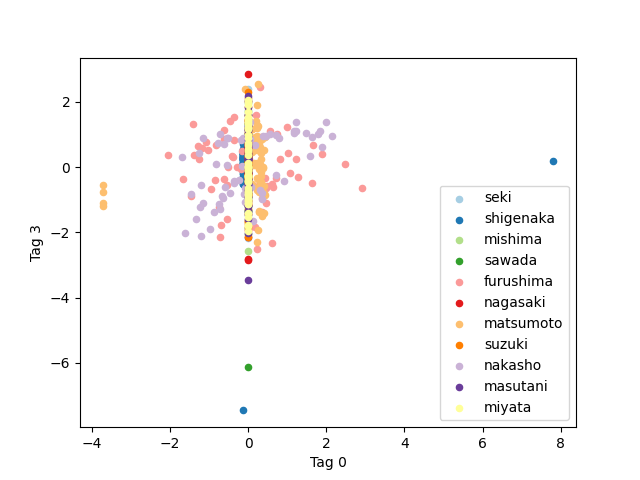 2
0
−2
−4
−6
Tag 3
−4
−2
0
2
4
6
8
Tag 0
seki
shigenaka
mishima
sawada
furushima
nagasaki
matsumoto
suzuki
nakasho
masutani
miyata